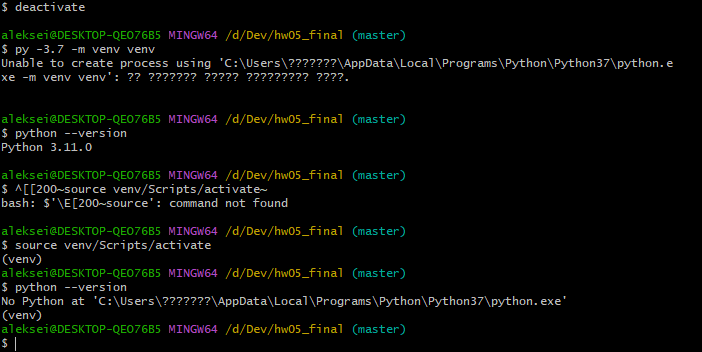 $ deactivate
aleksei@DESKTOP-QEO76B5 MINGW64 /d/Dev/hw05_final (master)
$ py -3.7 -m venv venv
Unable to create process using 'C:\Users\???????\AppData\Local\Programs\Python\Python37\python.e
xe -m venv venv': ?? ??????? ????? ????????? ????.
aleksei@DESKTOP-QEO76B5 MINGW64 /d/Dev/hw05_final (master)
$ python --version
Python 3.11.0
aleksei@DESKTOP-QEO76B5 MINGW64 /d/Dev/hw05_final (master)
$ ^[[200~source venv/Scripts/activate~
bash: $'\E[200~source': command not found
aleksei@DESKTOP-QEO76B5 MINGW64 /d/Dev/hw05_final (master)
$ source venv/Scripts/activate
(venv)
aleksei@DESKTOP-QEO76B5 MINGW64 /d/Dev/hw05_final (master)
$ python --version
No Python at 'C:\Users\???????\AppData\Local\Programs\Python\Python37\python.exe'
(venv)
aleksei@DESKTOP-QEO76B5 MINGW64 /d/Dev/hw05_final (master)
$